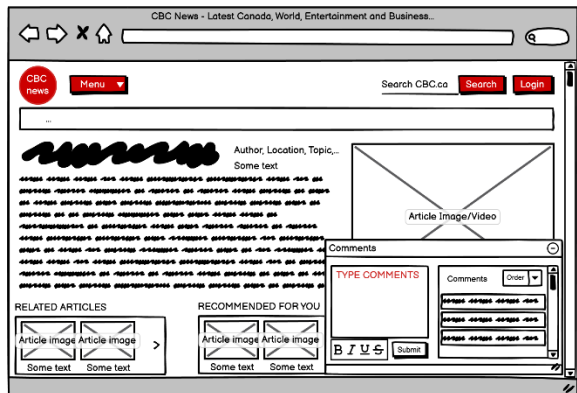 CBC News - Latest Canada, World, Entertainment and Business...
CBC
news
Menu
Search CBC.ca
Search
Login
...
Author, Location, Topic,...
Some text
Article Image/Video
Comments
TYPE COMMENTS
Comments
Order
B I U S
Submit
RELATED ARTICLES
Article image
Article image
>
Some text
Some text
RECOMMENDED FOR YOU
Article image
Article image
Some text
Some text